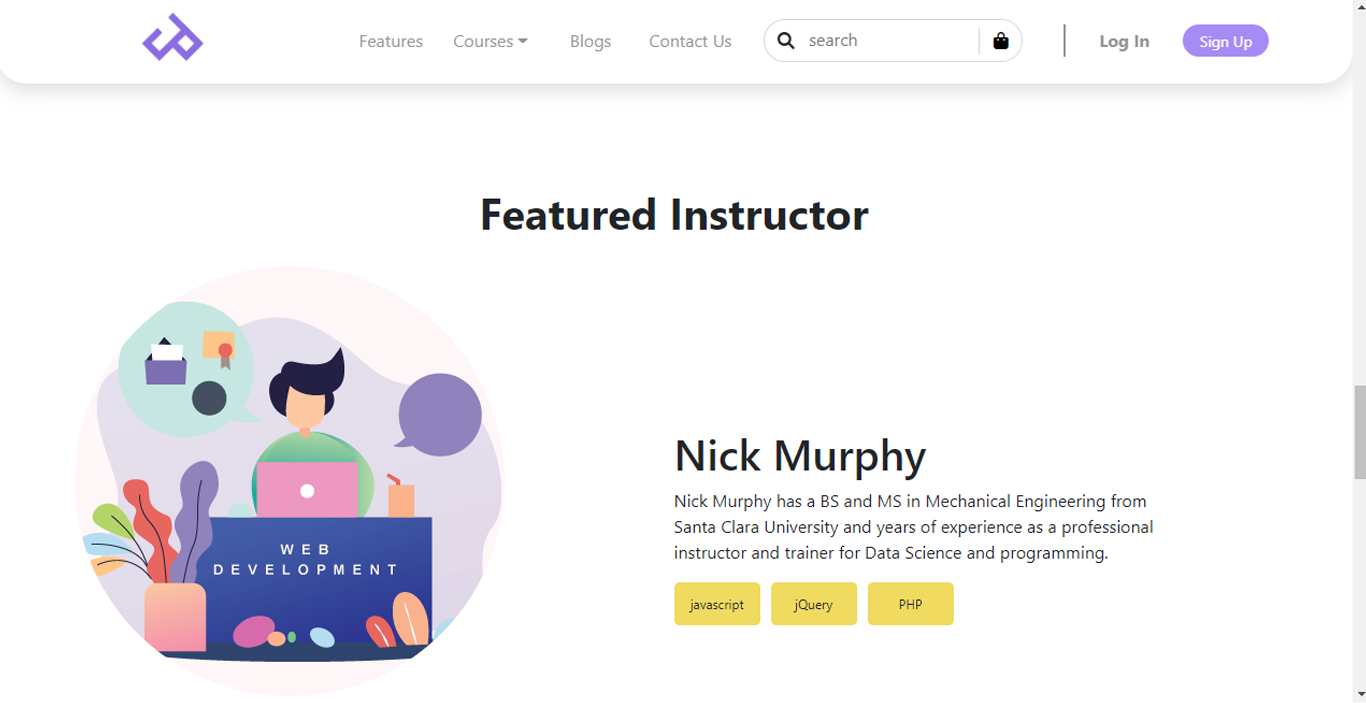 Features Courses Blogs Contact Us search Log In Sign Up
Featured Instructor
WEB
DEVELOPMENT
Nick Murphy
Nick Murphy has a BS and MS in Mechanical Engineering from
Santa Clara University and years of experience as a professional
instructor and trainer for Data Science and programming.
javascript jQuery PHP